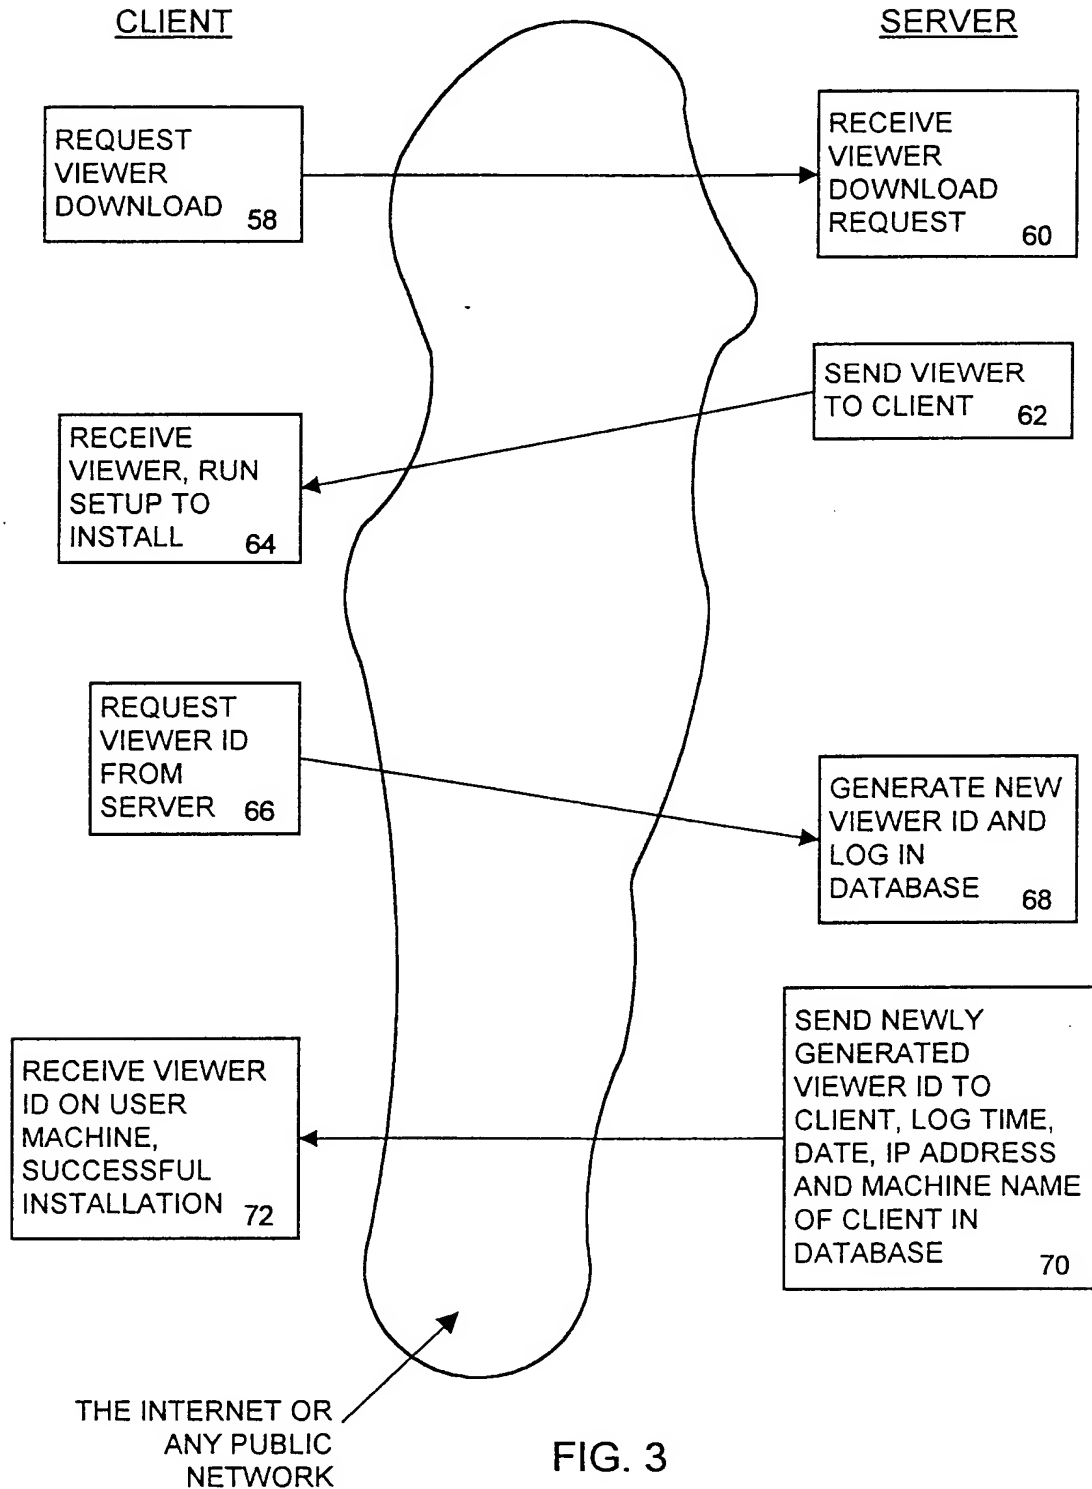 CLIENT
SERVER
REQUEST
VIEWER
DOWNLOAD
58
RECEIVE
VIEWER
DOWNLOAD
REQUEST
60
SEND VIEWER
TO CLIENT
62
RECEIVE
VIEWER, RUN
SETUP TO
INSTALL
64
REQUEST
VIEWER ID
FROM
SERVER
66
GENERATE NEW
VIEWER ID AND
LOG IN
DATABASE
68
SEND NEWLY
GENERATED
VIEWER ID TO
CLIENT, LOG TIME,
DATE, IP ADDRESS
AND MACHINE NAME
OF CLIENT IN
DATABASE
70
RECEIVE VIEWER
ID ON USER
MACHINE,
SUCCESSFUL
INSTALLATION
72
THE INTERNET OR
ANY PUBLIC
NETWORK
FIG. 3